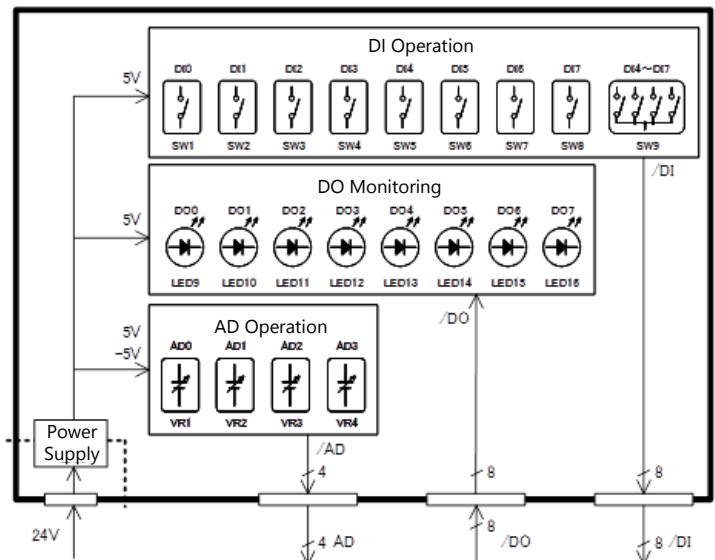 DI Operation
DI0 DI1 DI2 DI3 DI4 DI5 DI6 DI7 DI4～DI7
5V
SW1 SW2 SW3 SW4 SW5 SW6 SW7 SW8 SW9
/DI
DO Monitoring
DO0 DO1 DO2 DO3 DO4 DO5 DO6 DO7
5V
LED9 LED10 LED11 LED12 LED13 LED14 LED15 LED16
/DO
AD Operation
5V
-5V
AD0 AD1 AD2 AD3
VR1 VR2 VR3 VR4
Power
Supply
/AD
4 8 8
24V
4 AD
8 /DO
8 /DI